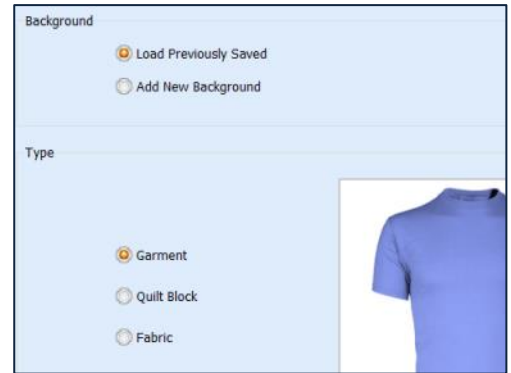 Background
Load Previously Saved
Add New Background
Type
Garment
Quilt Block
Fabric